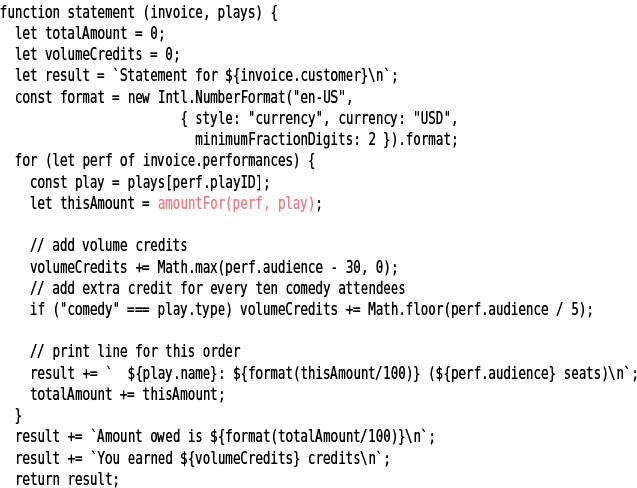 function statement (invoice, plays) {
  let totalAmount = 0;
  let volumeCredits = 0;
  let result = `Statement for ${invoice.customer}\n`;
  const format = new Intl.NumberFormat("en-US",
                        { style: "currency", currency: "USD",
                          minimumFractionDigits: 2 }).format;
  for (let perf of invoice.performances) {
    const play = plays[perf.playID];
    let thisAmount = amountFor(perf, play);

    // add volume credits
    volumeCredits += Math.max(perf.audience - 30, 0);
    // add extra credit for every ten comedy attendees
    if ("comedy" === play.type) volumeCredits += Math.floor(perf.audience / 5);

    // print line for this order
    result += `  ${play.name}: ${format(thisAmount/100)} (${perf.audience} seats)\n`;
    totalAmount += thisAmount;
  }
  result += `Amount owed is ${format(totalAmount/100)}\n`;
  result += `You earned ${volumeCredits} credits\n`;
  return result;